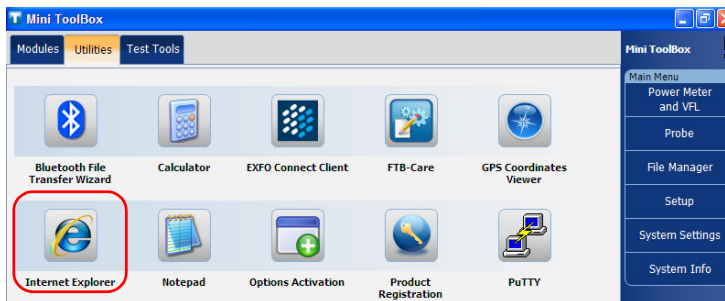 Mini ToolBox
Modules Utilities Test Tools
Bluetooth File
Transfer Wizard
Calculator
EXFO Connect Client
FTB-Care
GPS Coordinates
Viewer
Internet Explorer
Notepad
Options Activation
Product
Registration
PuTTY
Mini ToolBox
Main Menu
Power Meter
and VFL
Probe
File Manager
Setup
System Settings
System Info